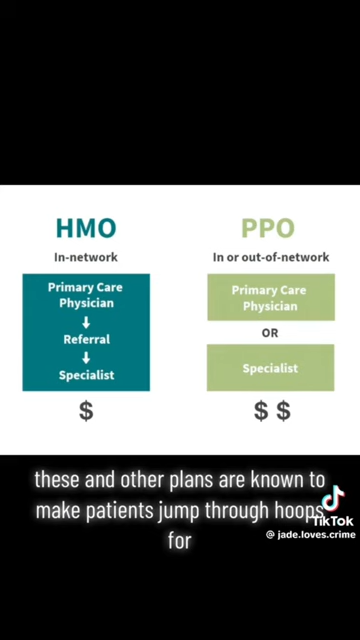 HMO
In-network
Primary Care
Physician
Referral
Specialist
$
PPO
In or out-of-network
Primary Care
Physician
OR
Specialist
$ $
these and other plans are known to
make patients jump through hoops
for
TikTok
@ jade.loves.crime